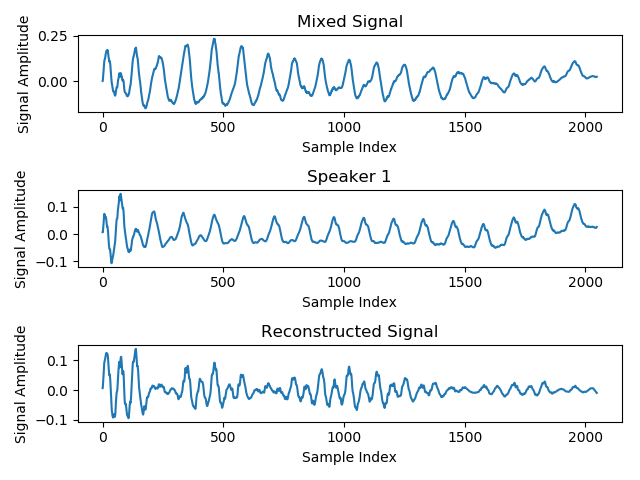 Mixed Signal
Signal Amplitude
0.25
0.00
0 500 1000 1500 2000
Sample Index
Speaker 1
Signal Amplitude
0.1
0.0
−0.1
0 500 1000 1500 2000
Sample Index
Reconstructed Signal
Signal Amplitude
0.1
0.0
−0.1
0 500 1000 1500 2000
Sample Index